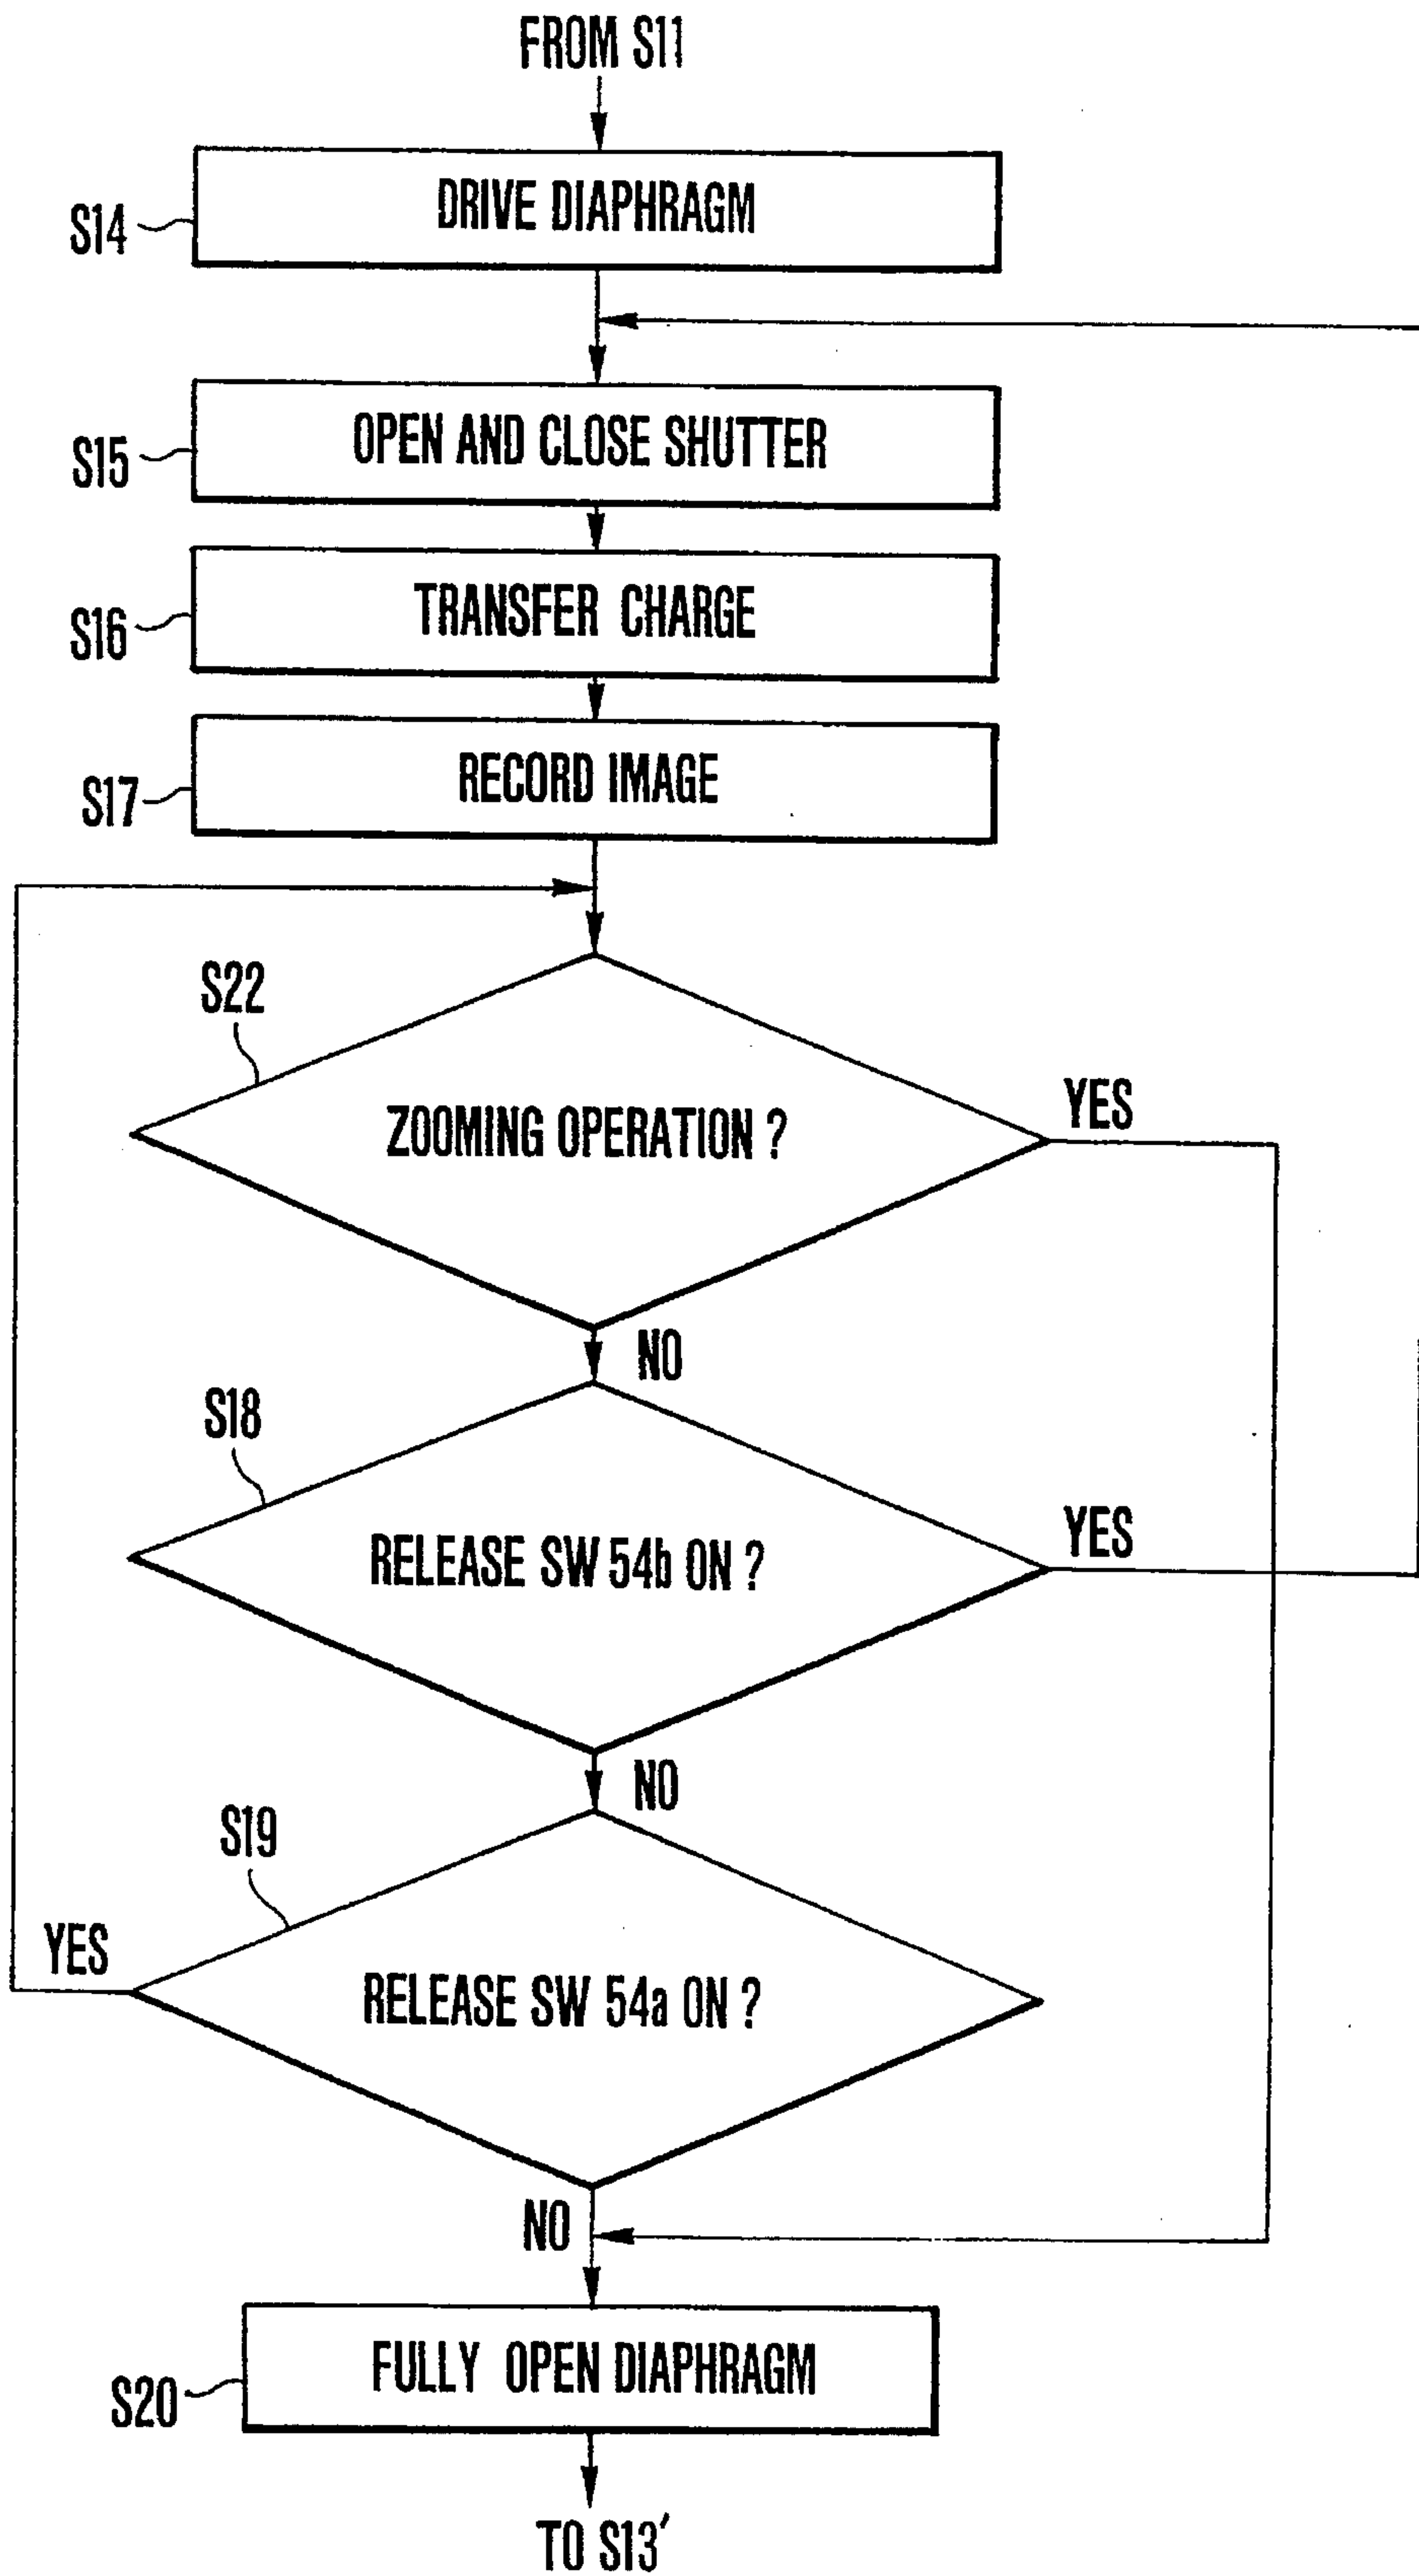 FROM S11
DRIVE DIAPHRAGM
S14
OPEN AND CLOSE SHUTTER
S15
TRANSFER CHARGE
S16
RECORD IMAGE
S17
S22
ZOOMING OPERATION ?
YES
NO
S18
RELEASE SW 54b ON ?
YES
NO
S19
YES
RELEASE SW 54a ON ?
NO
FULLY OPEN DIAPHRAGM
S20
TO S13′